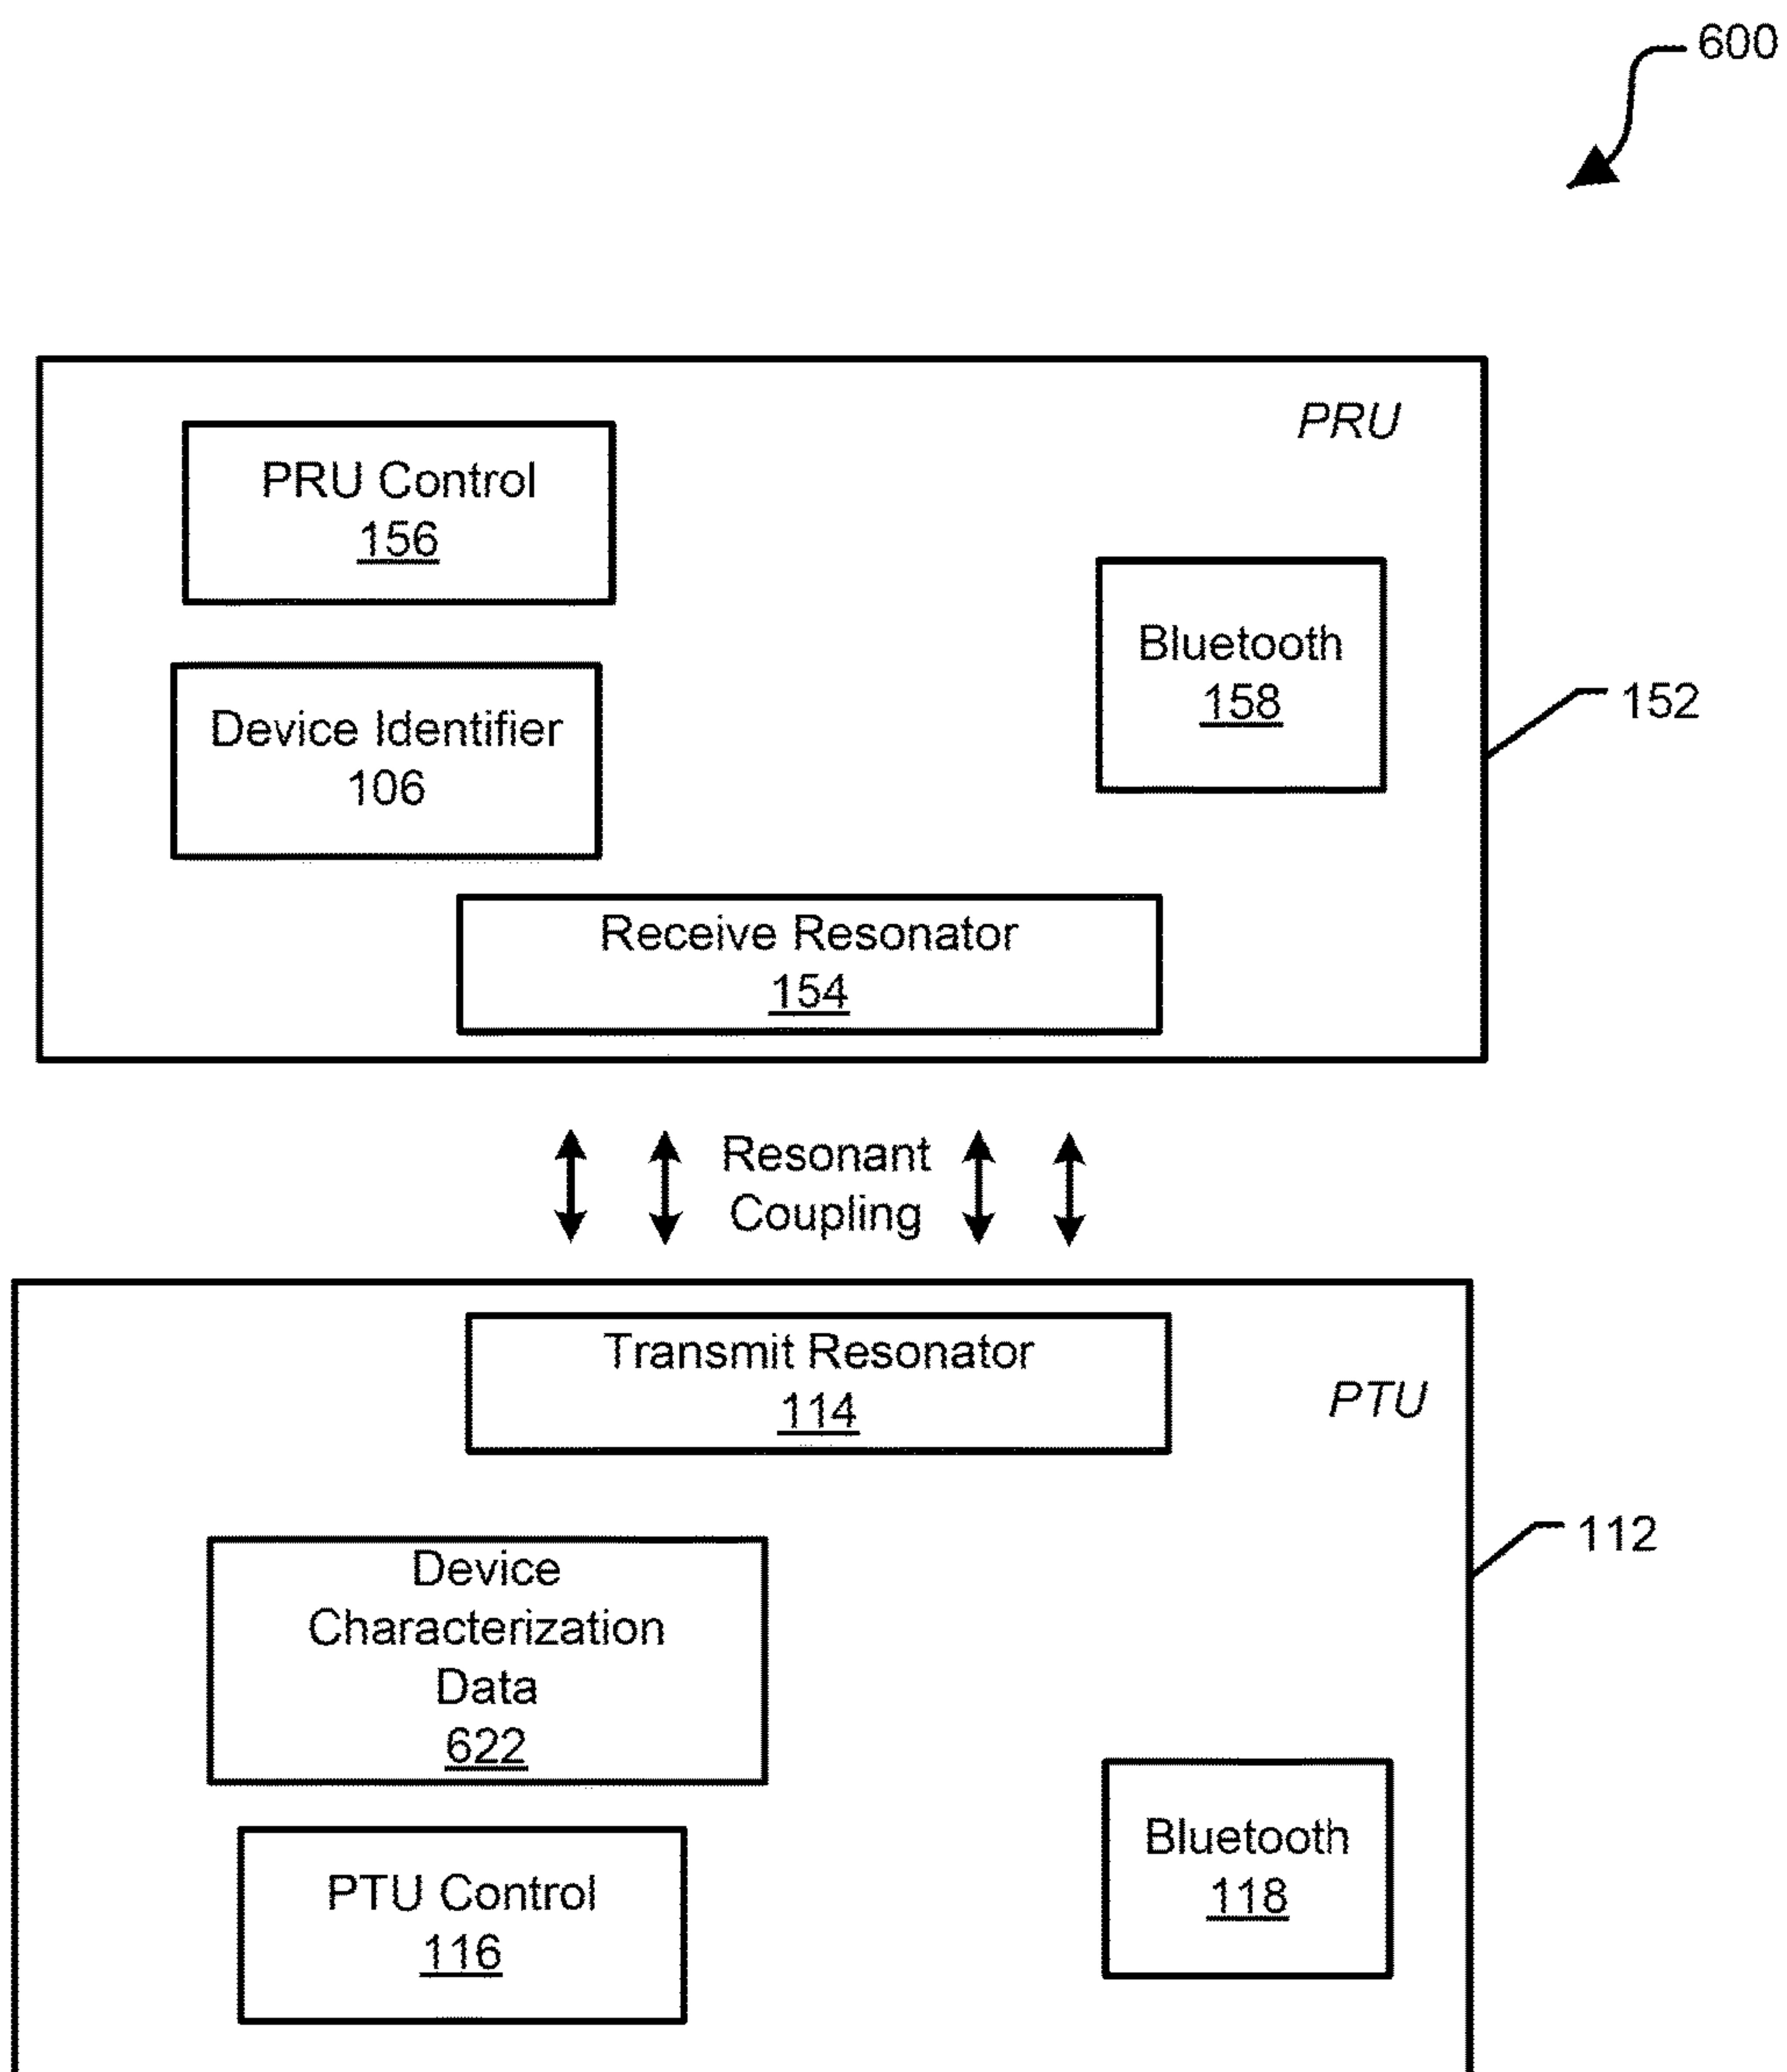 600
PRU
PRU Control
156
Bluetooth
158
152
Device Identifier
106
Receive Resonator
154
Resonant
Coupling
Transmit Resonator
114
PTU
112
Device
Characterization
Data
622
Bluetooth
118
PTU Control
116